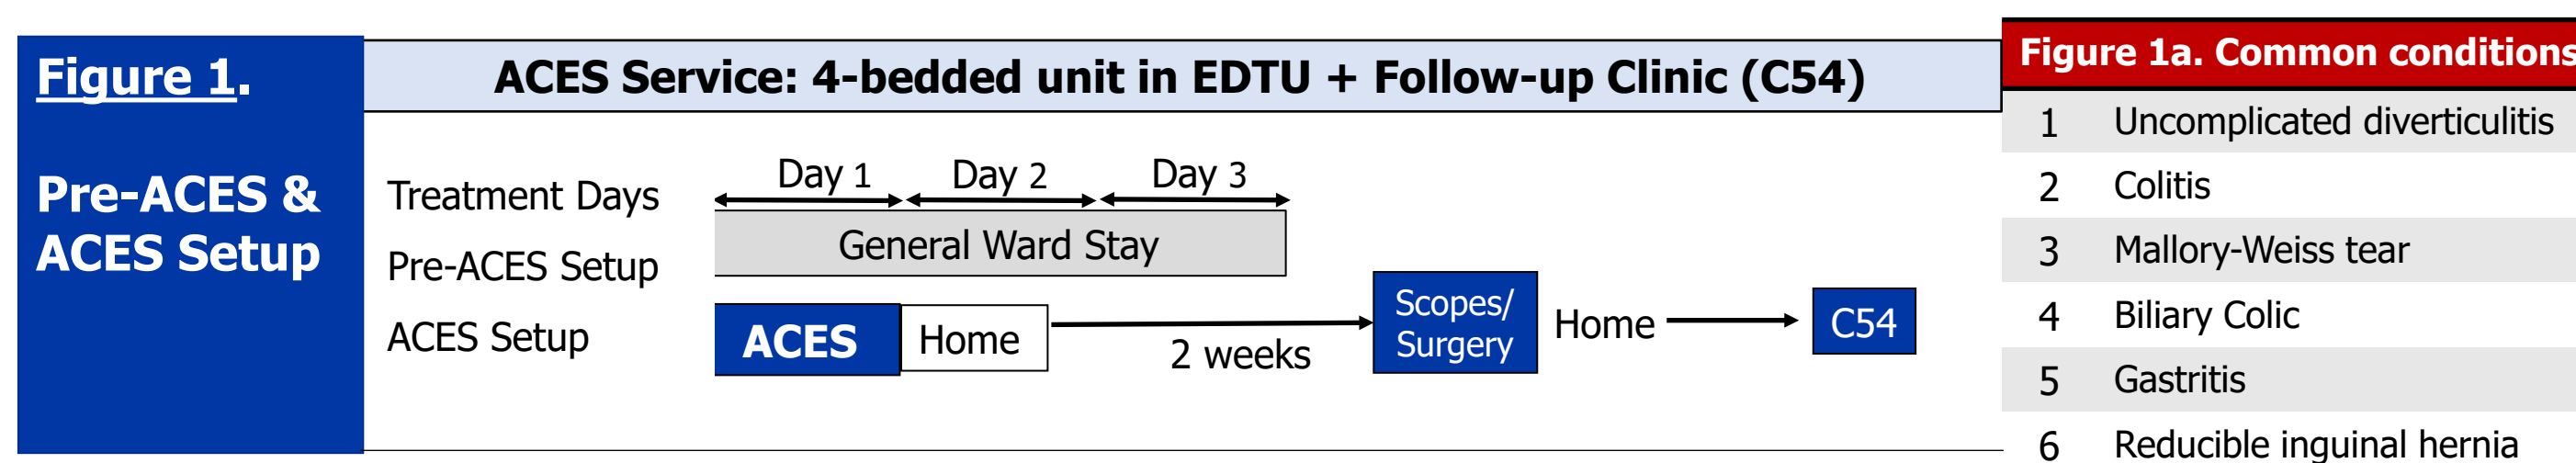 Figure 1.
Pre-ACES &
ACES Setup
ACES Service: 4-bedded unit in EDTU + Follow-up Clinic (C54)
Treatment Days
Day 1
Day 2
Day 3
Pre-ACES Setup
General Ward Stay
ACES Setup
ACES
Home
2 weeks
Scopes/
Surgery
Home
C54
Figure 1a. Common conditions
1 Uncomplicated diverticulitis
2 Colitis
3 Mallory-Weiss tear
4 Biliary Colic
5 Gastritis
6 Reducible inguinal hernia